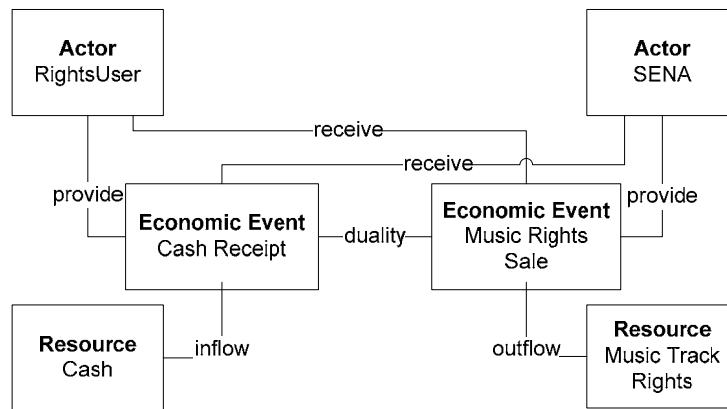 Actor
RightsUser
Actor
SENA
receive
receive
provide
provide
Economic Event
Cash Receipt
duality
Economic Event
Music Rights
Sale
Resource
Cash
inflow
outflow
Resource
Music Track
Rights